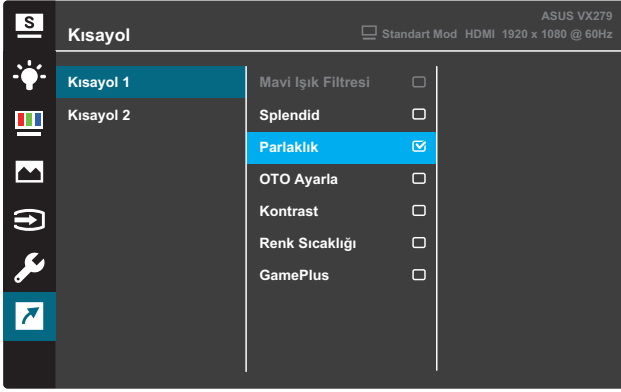 S
ASUS VX279
Kısayol
Standart Mod HDMI 1920 x 1080 @ 60Hz
Kısayol 1
Kısayol 2
Mavi Işık Filtresi
Splendid
Parlaklık
OTO Ayarla
Kontrast
Renk Sıcaklığı
GamePlus